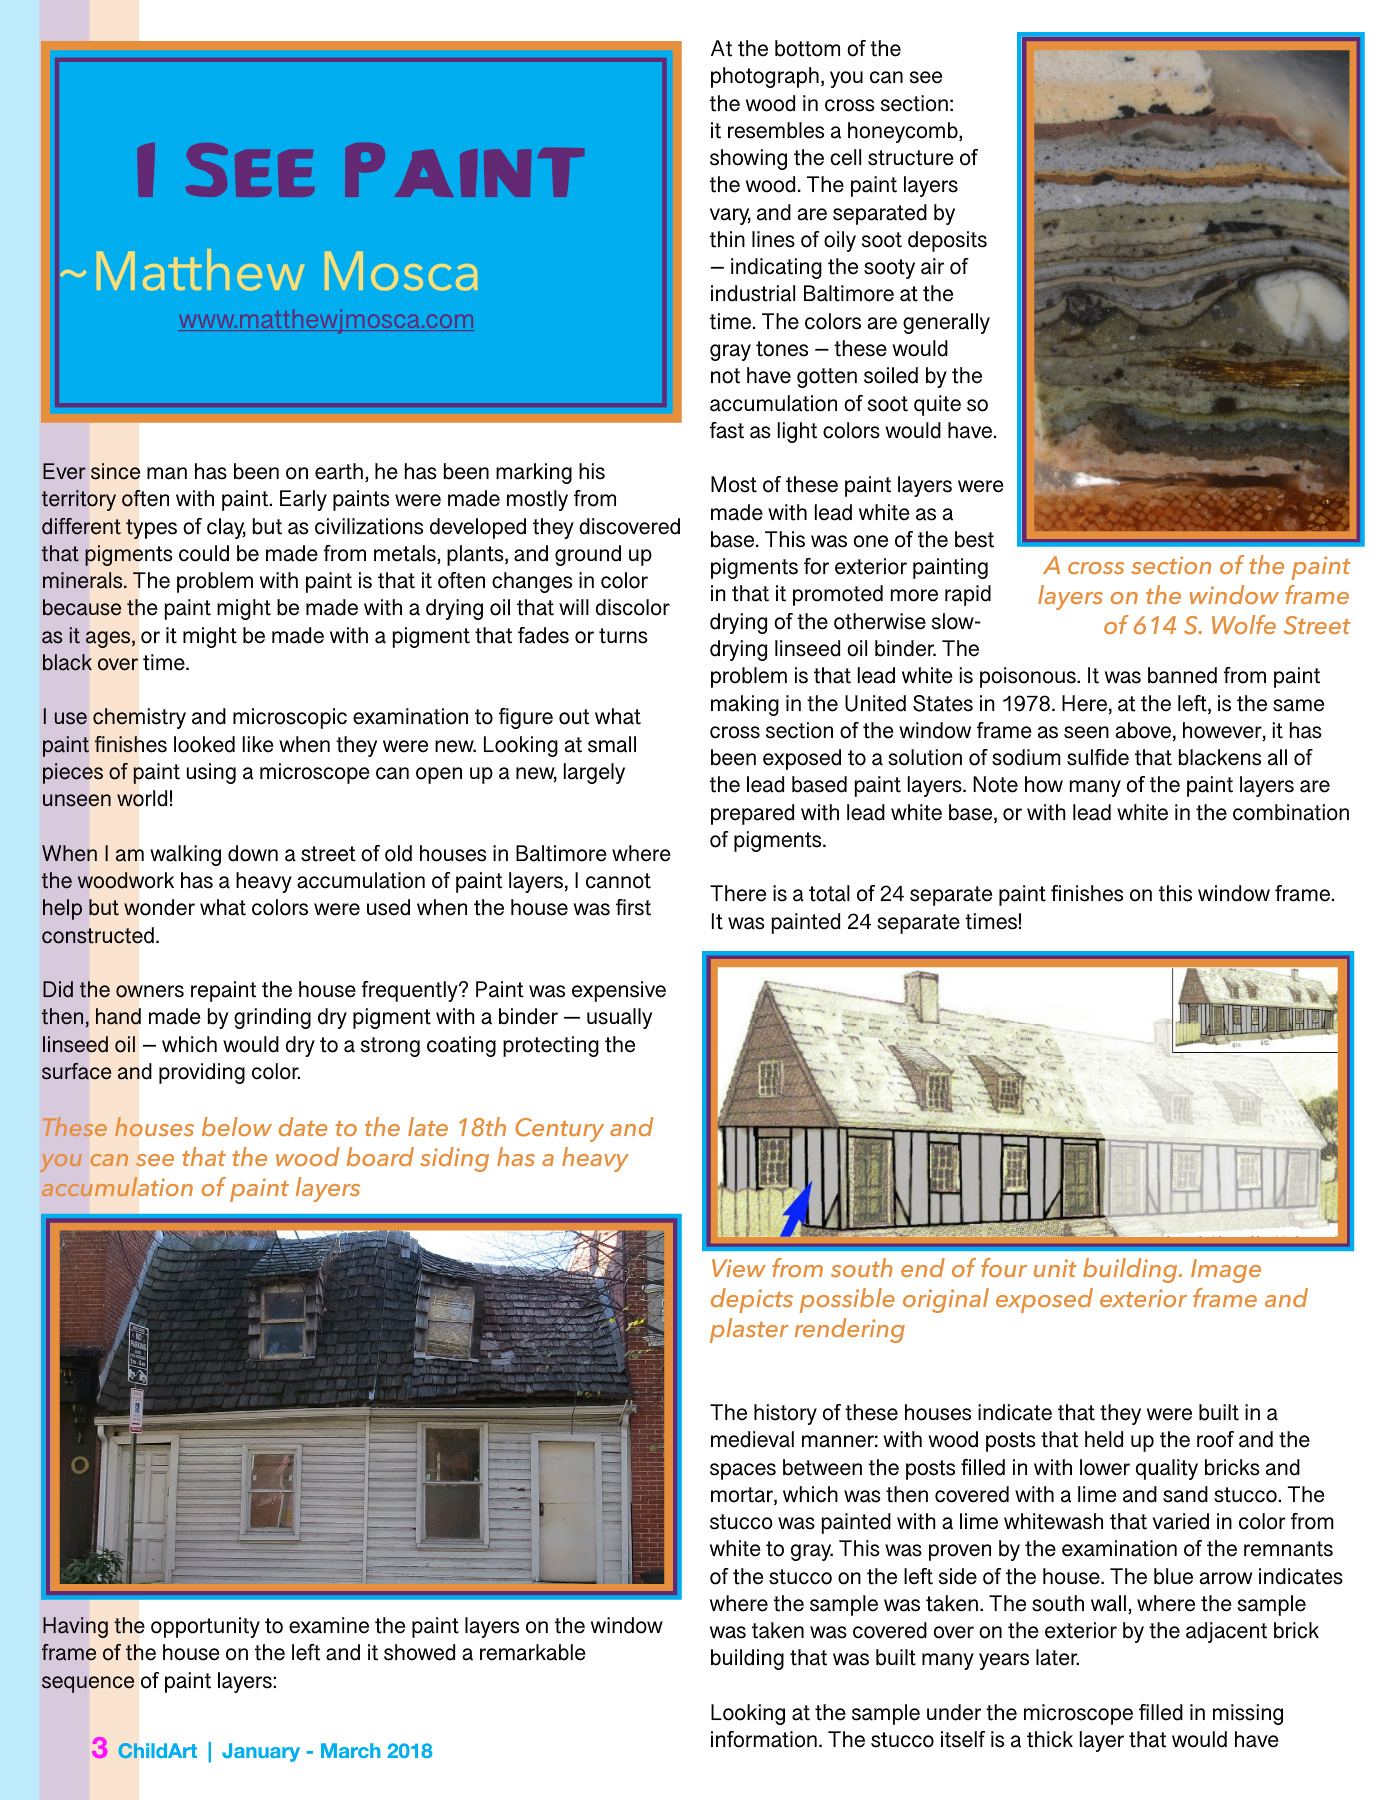 I See Paint
~Matthew Mosca
www.matthewjmosca.com
Ever since man has been on earth, he has been marking his
territory often with paint. Early paints were made mostly from
different types of clay, but as civilizations developed they discovered
that pigments could be made from metals, plants, and ground up
minerals. The problem with paint is that it often changes in color
because the paint might be made with a drying oil that will discolor
as it ages, or it might be made with a pigment that fades or turns
black over time.
I use chemistry and microscopic examination to figure out what
paint finishes looked like when they were new. Looking at small
pieces of paint using a microscope can open up a new, largely
unseen world!
When I am walking down a street of old houses in Baltimore where
the woodwork has a heavy accumulation of paint layers, I cannot
help but wonder what colors were used when the house was first
constructed.
Did the owners repaint the house frequently? Paint was expensive
then, hand made by grinding dry pigment with a binder — usually
linseed oil — which would dry to a strong coating protecting the
surface and providing color.
These houses below date to the late 18th Century and
you can see that the wood board siding has a heavy
accumulation of paint layers
NO
PARKING
Having the opportunity to examine the paint layers on the window
frame of the house on the left and it showed a remarkable
sequence of paint layers:
At the bottom of the
photograph, you can see
the wood in cross section:
it resembles a honeycomb,
showing the cell structure of
the wood. The paint layers
vary, and are separated by
thin lines of oily soot deposits
— indicating the sooty air of
industrial Baltimore at the
time. The colors are generally
gray tones — these would
not have gotten soiled by the
accumulation of soot quite so
fast as light colors would have.
A cross section of the paint
layers on the window frame
of 614 S. Wolfe Street
Most of these paint layers were
made with lead white as a
base. This was one of the best
pigments for exterior painting
in that it promoted more rapid
drying of the otherwise slow-
drying linseed oil binder. The
problem is that lead white is poisonous. It was banned from paint
making in the United States in 1978. Here, at the left, is the same
cross section of the window frame as seen above, however, it has
been exposed to a solution of sodium sulfide that blackens all of
the lead based paint layers. Note how many of the paint layers are
prepared with lead white base, or with lead white in the combination
of pigments.
There is a total of 24 separate paint finishes on this window frame.
It was painted 24 separate times!
614 612
View from south end of four unit building. Image
depicts possible original exposed exterior frame and
plaster rendering
The history of these houses indicate that they were built in a
medieval manner: with wood posts that held up the roof and the
spaces between the posts filled in with lower quality bricks and
mortar, which was then covered with a lime and sand stucco. The
stucco was painted with a lime whitewash that varied in color from
white to gray. This was proven by the examination of the remnants
of the stucco on the left side of the house. The blue arrow indicates
where the sample was taken. The south wall, where the sample
was taken was covered over on the exterior by the adjacent brick
building that was built many years later.
Looking at the sample under the microscope filled in missing
information. The stucco itself is a thick layer that would have
3 ChildArt | January - March 2018